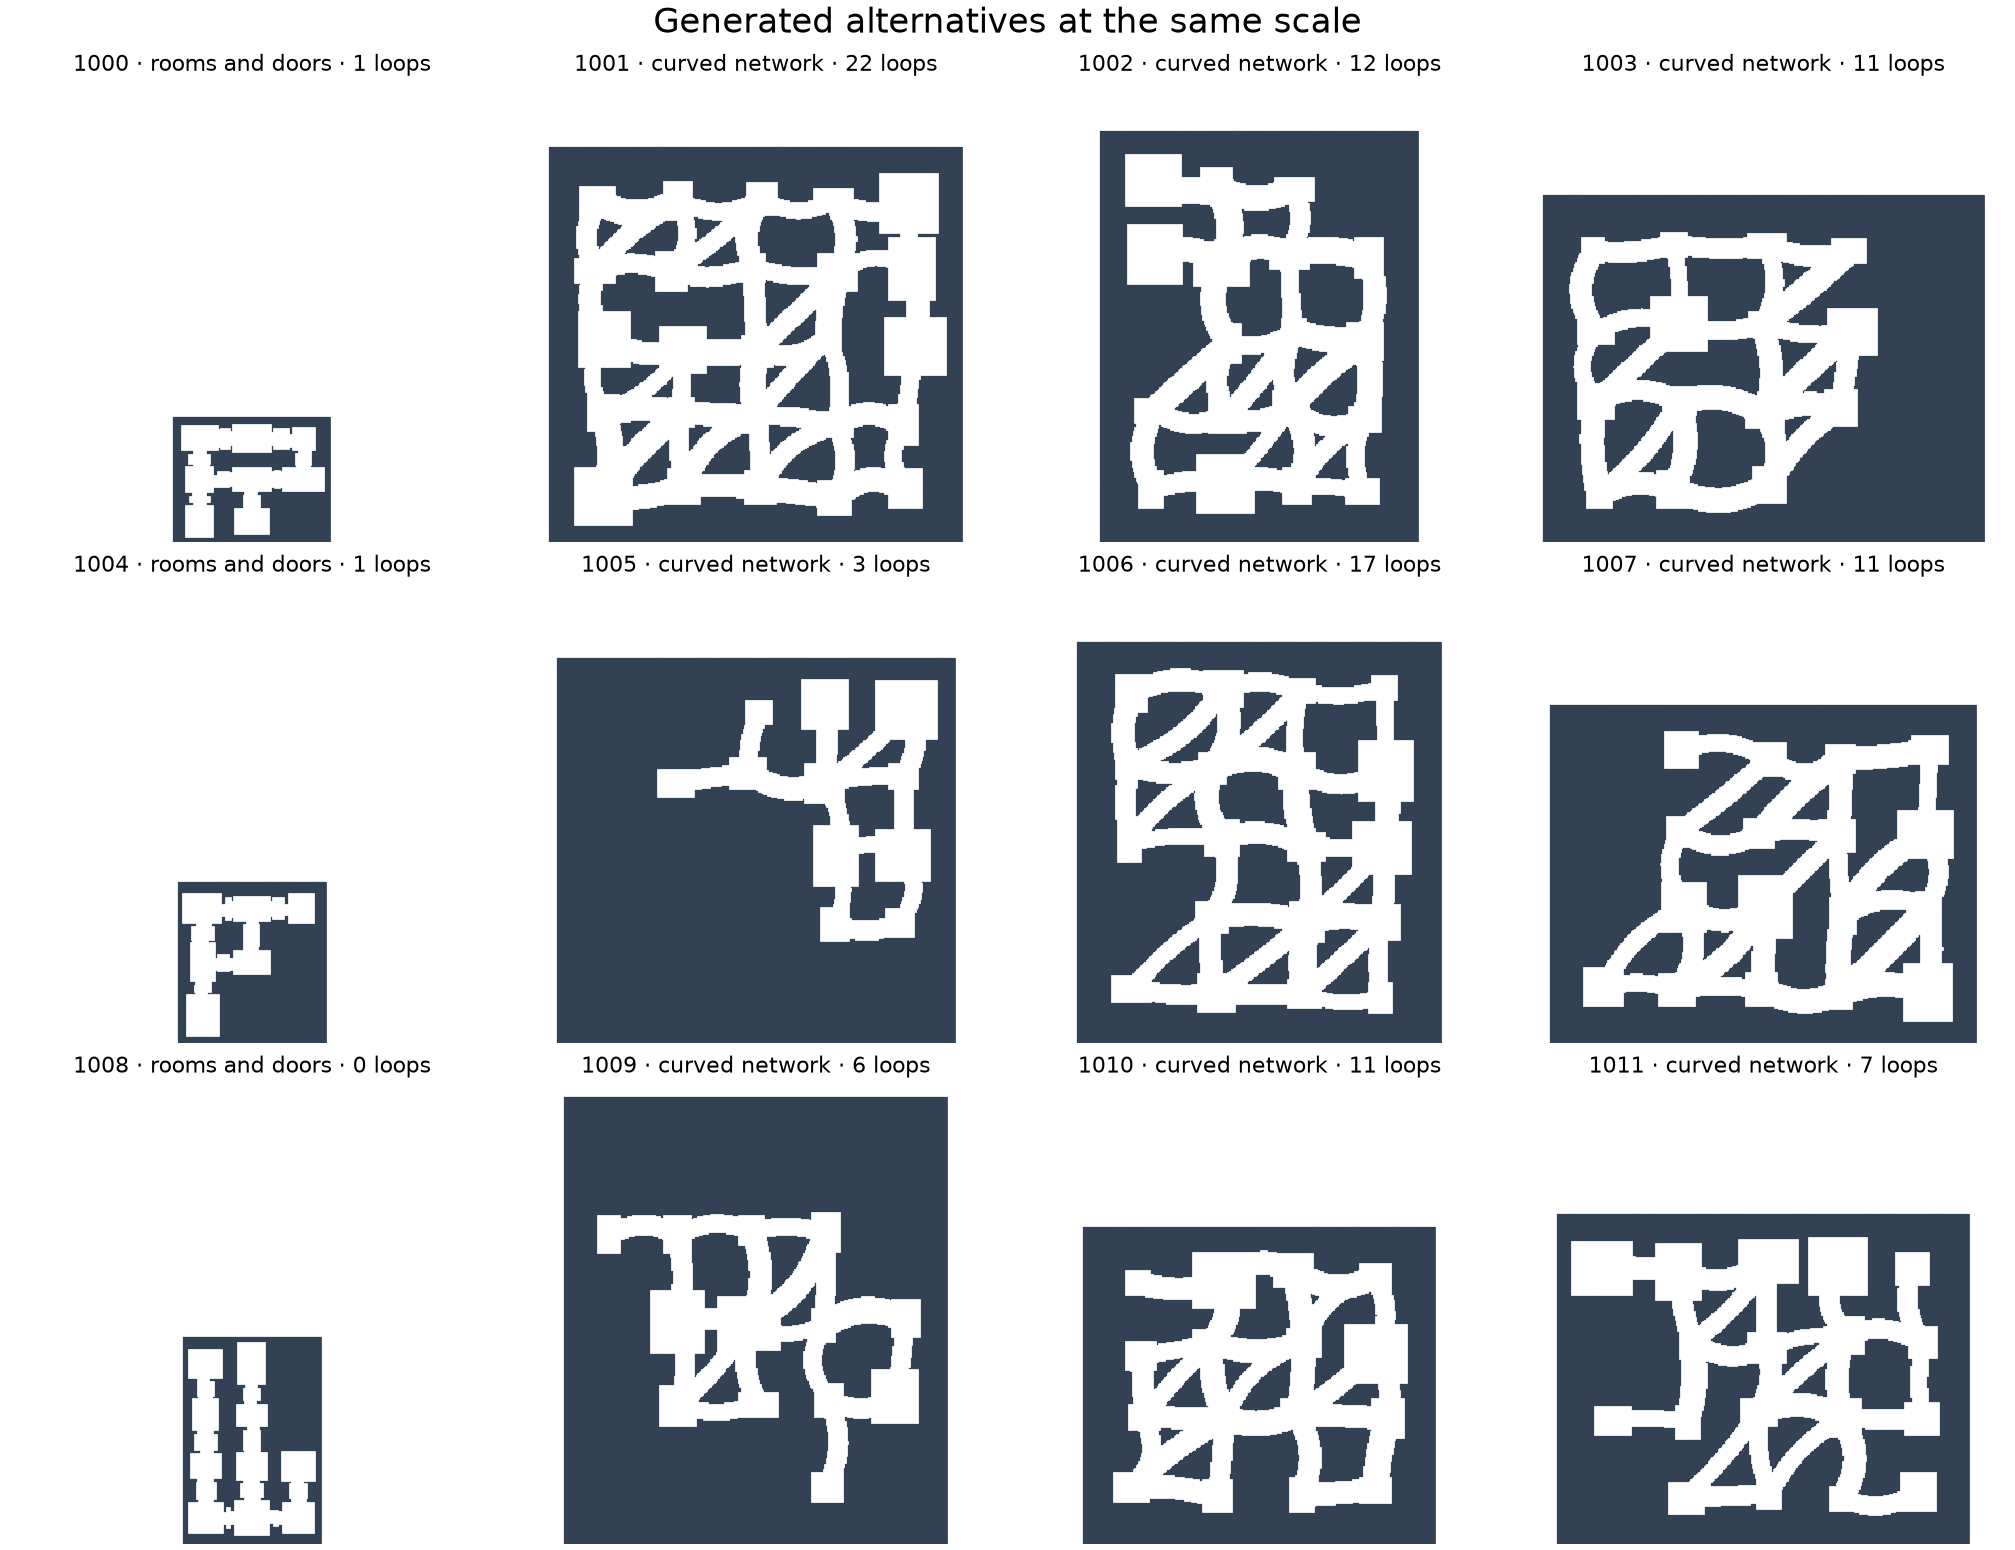 Generated alternatives at the same scale
1000 · rooms and doors · 1 loops
1001 · curved network · 22 loops
1002 · curved network · 12 loops
1003 · curved network · 11 loops
1004 · rooms and doors · 1 loops
1005 · curved network · 3 loops
1006 · curved network · 17 loops
1007 · curved network · 11 loops
1008 · rooms and doors · 0 loops
1009 · curved network · 6 loops
1010 · curved network · 11 loops
1011 · curved network · 7 loops